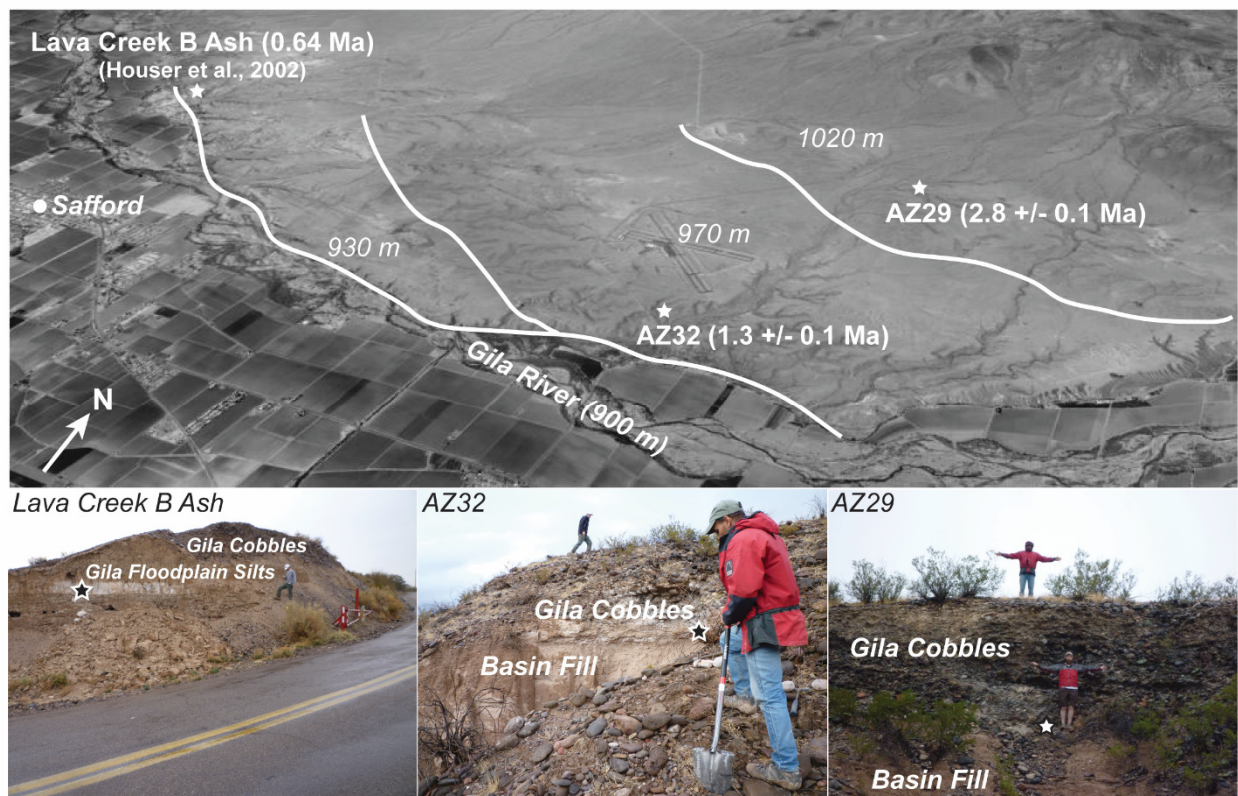 Lava Creek B Ash (0.64 Ma)
(Houser et al., 2002)
1020 m
AZ29 (2.8 +/- 0.1 Ma)
Safford
930 m
970 m
AZ32 (1.3 +/- 0.1 Ma)
Gila River (900 m)
N
Lava Creek B Ash
Gila Cobbles
Gila Floodplain Silts
AZ32
Gila Cobbles
Basin Fill
AZ29
Gila Cobbles
Basin Fill